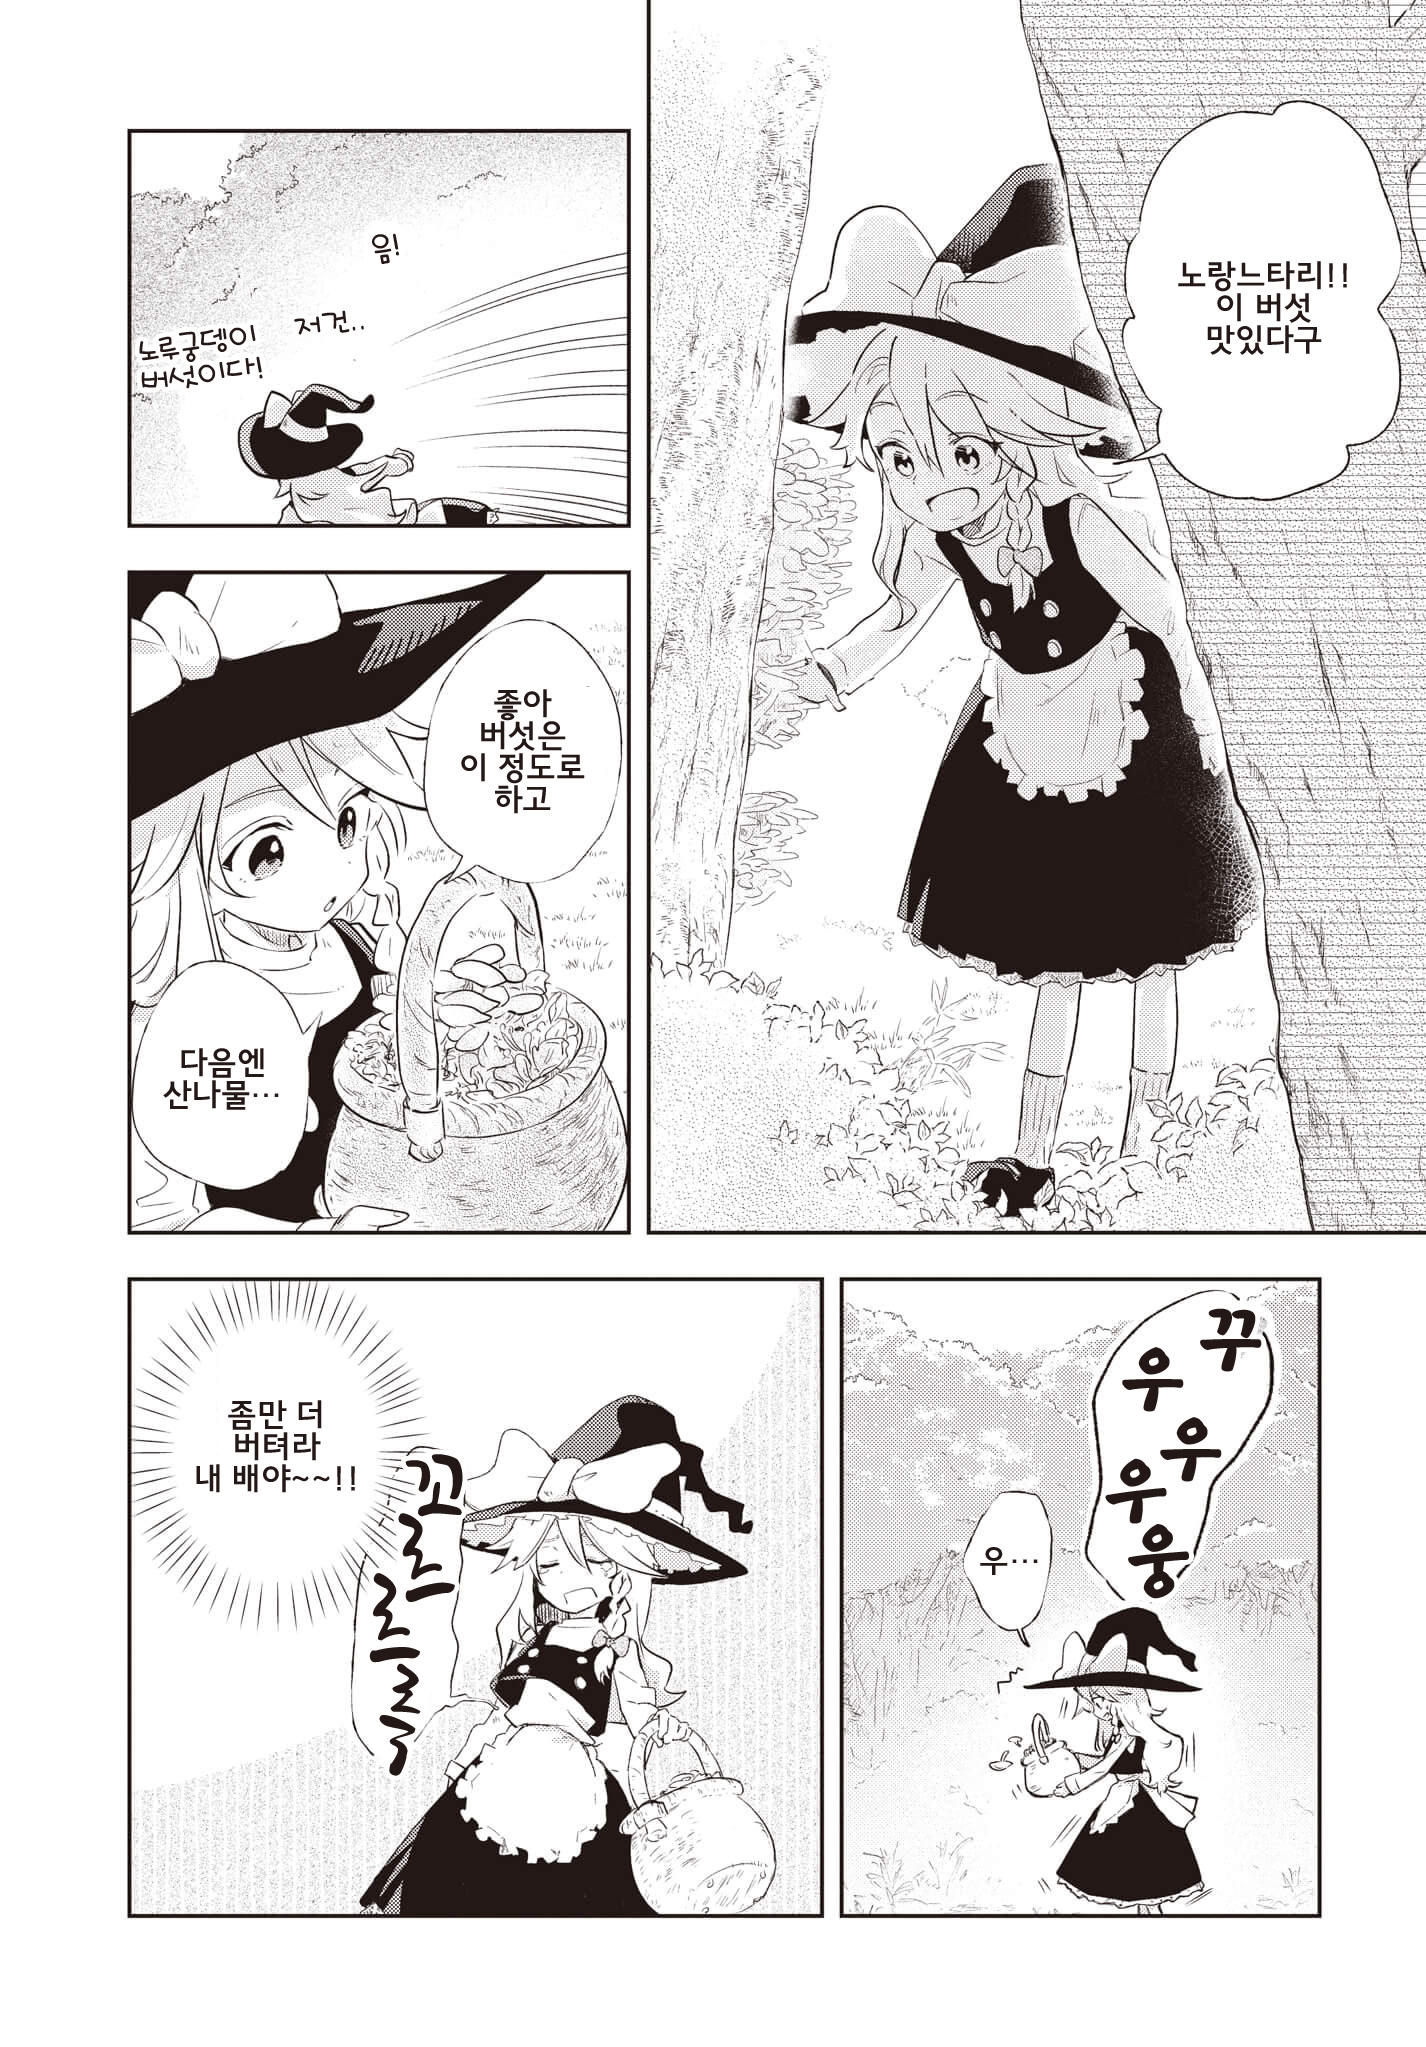 노랑느타리!!
이 버섯
맛있다구
음!
저건..
노루궁뎅이
버섯이다!
좋아
버섯은
이 정도로
하고
다음엔
산나물…
꾸
우
우
우
웅
우…
좀만 더
버텨라
내 배야~~!!
꼬
르
르
르
륵